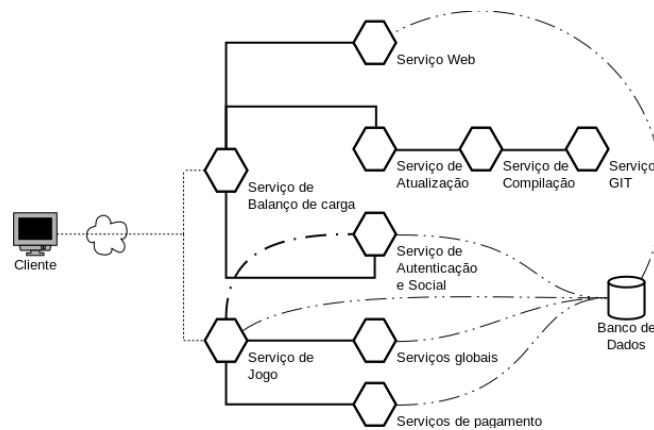 Serviço Web
Serviço de
Atualização
Serviço de
Compilação
Serviço
GIT
Serviço de
Balanço de carga
Cliente
Serviço de
Autenticação
e Social
Banco de
Dados
Serviço de
Jogo
Serviços globais
Serviços de pagamento